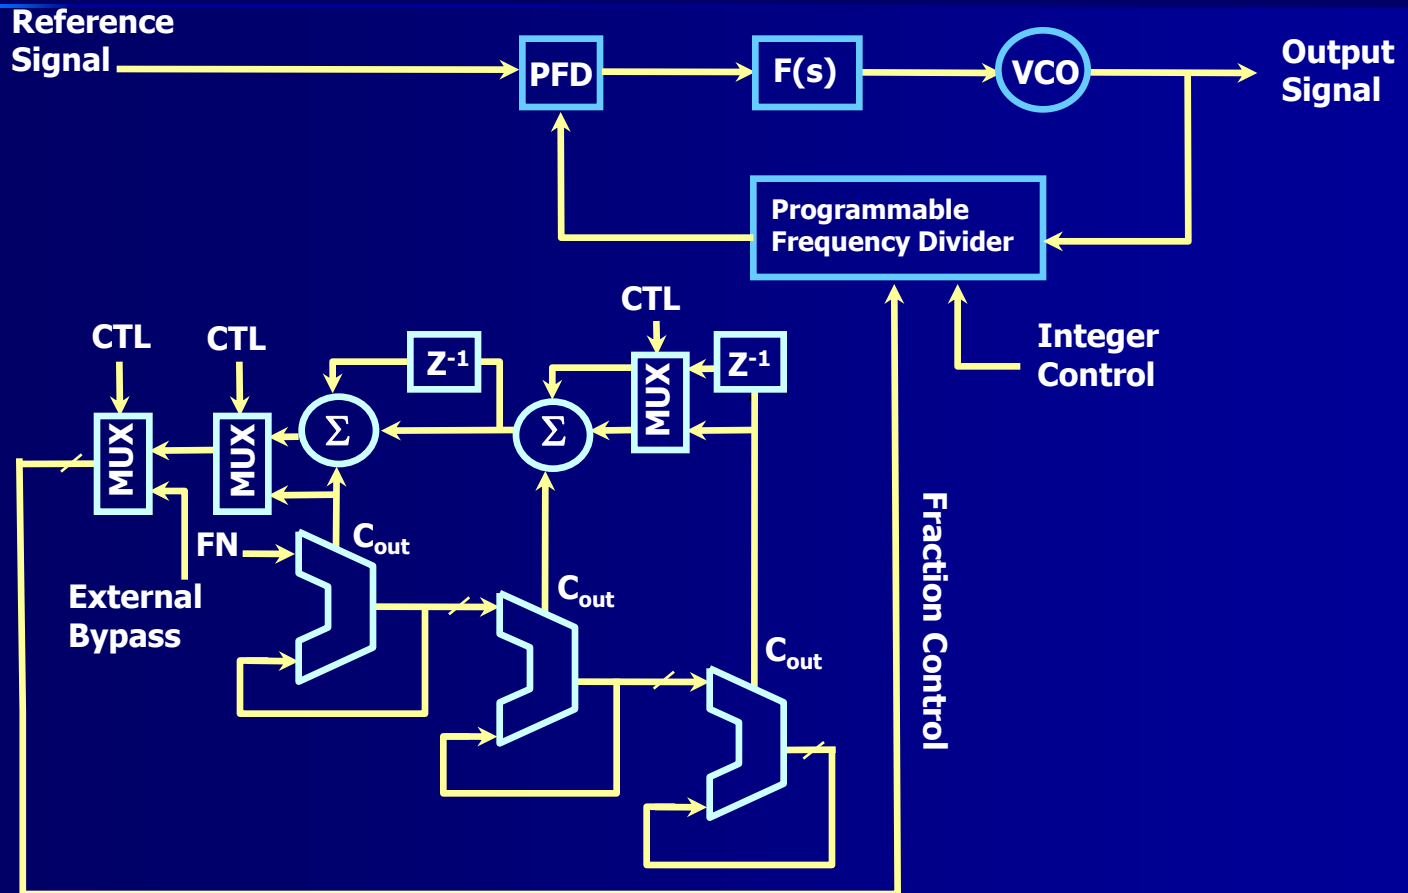 Reference
Signal
PFD
F(s)
VCO
Output
Signal
Programmable
Frequency Divider
CTL
Integer
Control
CTL
CTL
Z-1
MUX
Z-1
MUX
MUX
Σ
Σ
FN
Cout
External
Bypass
Cout
Cout
Fraction Control